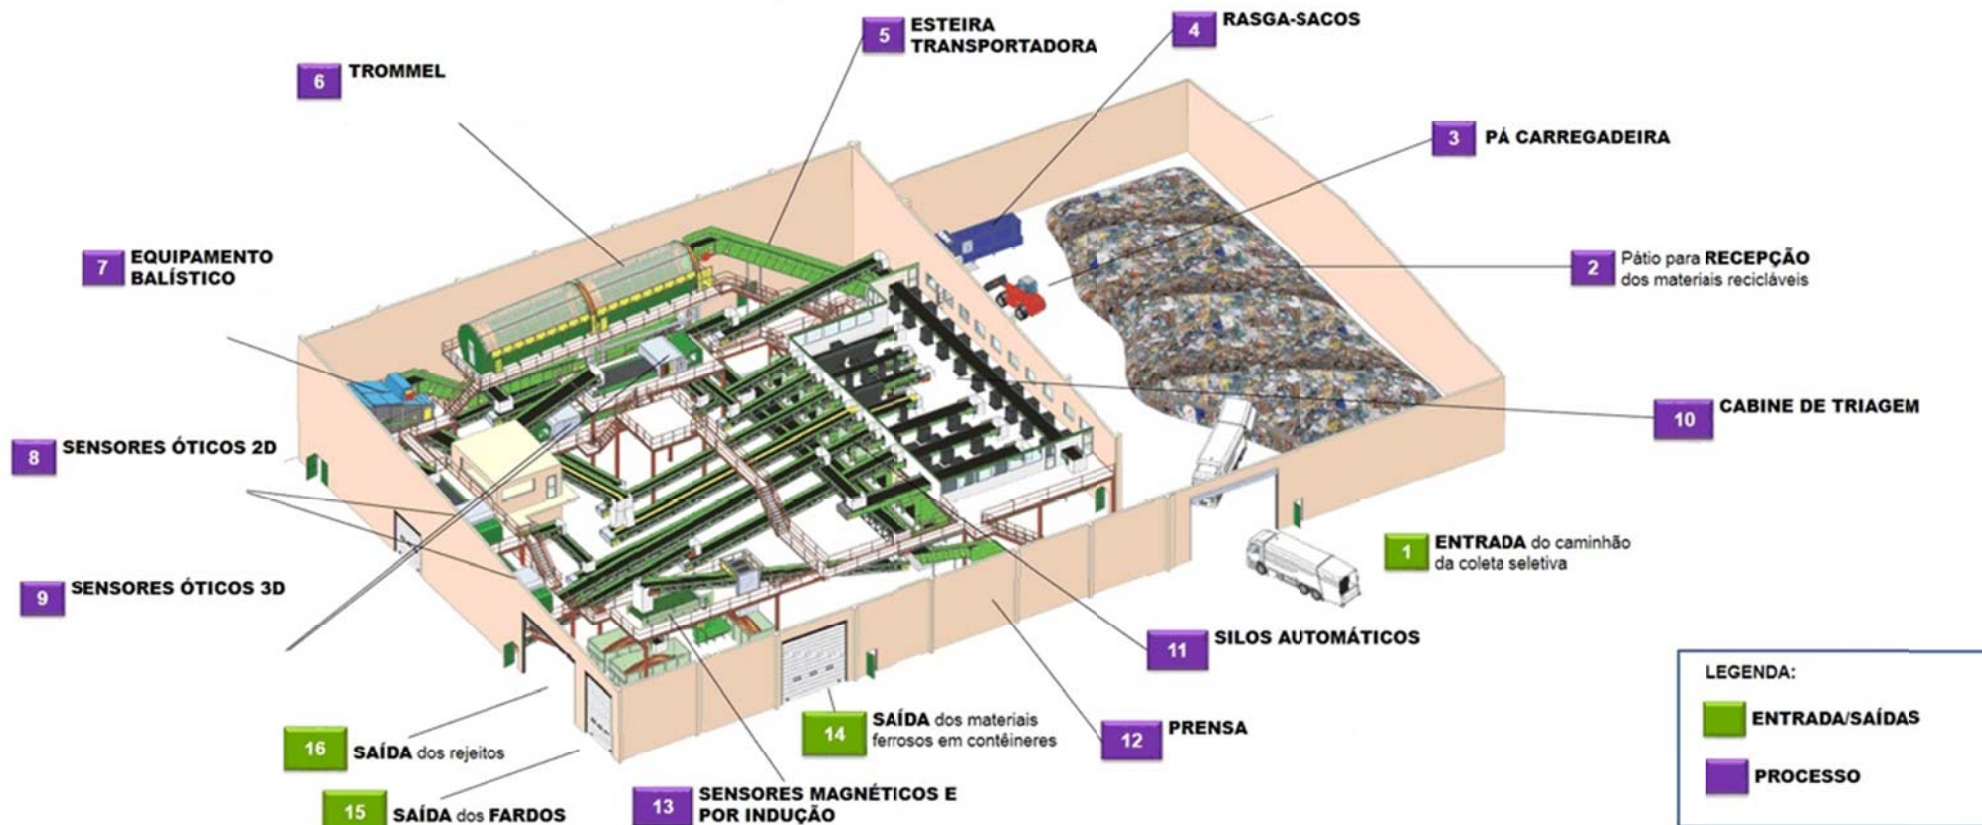 5
ESTEIRA
TRANSPORTADORA
4
RASGA-SACOS
6
TROMMEL
3
PÁ CARREGADEIRA
7
EQUIPAMENTO
BALÍSTICO
2
Pátio para RECEPÇÃO
dos materiais recicláveis
10
CABINE DE TRIAGEM
8
SENSORES ÓTICOS 2D
1
ENTRADA do caminhão
da coleta seletiva
9
SENSORES ÓTICOS 3D
11
SILOS AUTOMÁTICOS
16
SAÍDA dos rejeitos
14
SAÍDA dos materiais
ferrosos em contêineres
12
PRENSA
15
SAÍDA dos FARDOS
13
SENSORES MAGNÉTICOS E
POR INDUÇÃO
LEGENDA:
ENTRADA/SAÍDAS
PROCESSO